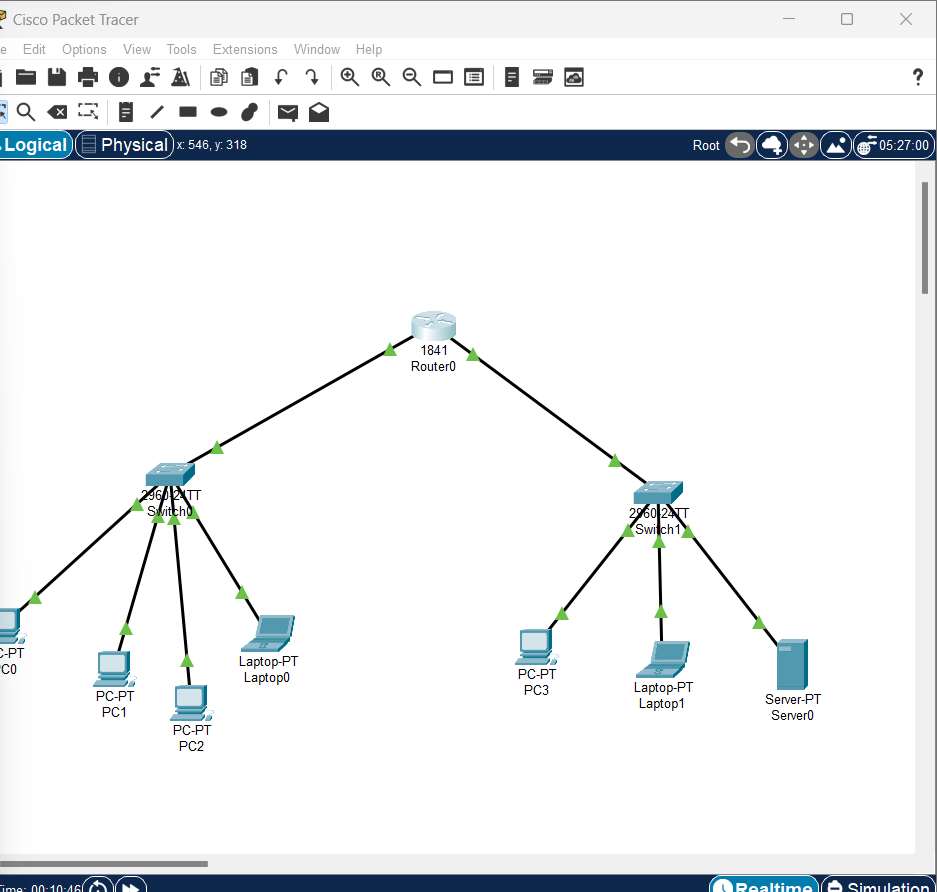 Cisco Packet Tracer
e Edit Options View Tools Extensions Window Help
?
Logical Physical x: 546, y: 318 Root 05:27:00
1841
Router0
2960-24TT
Switch0
2960-24TT
Switch1
C-PT
C0
PC-PT
PC1
PC-PT
PC2
Laptop-PT
Laptop0
PC-PT
PC3
Laptop-PT
Laptop1
Server-PT
Server0
Time: 00:10:46 Realtime Simulation